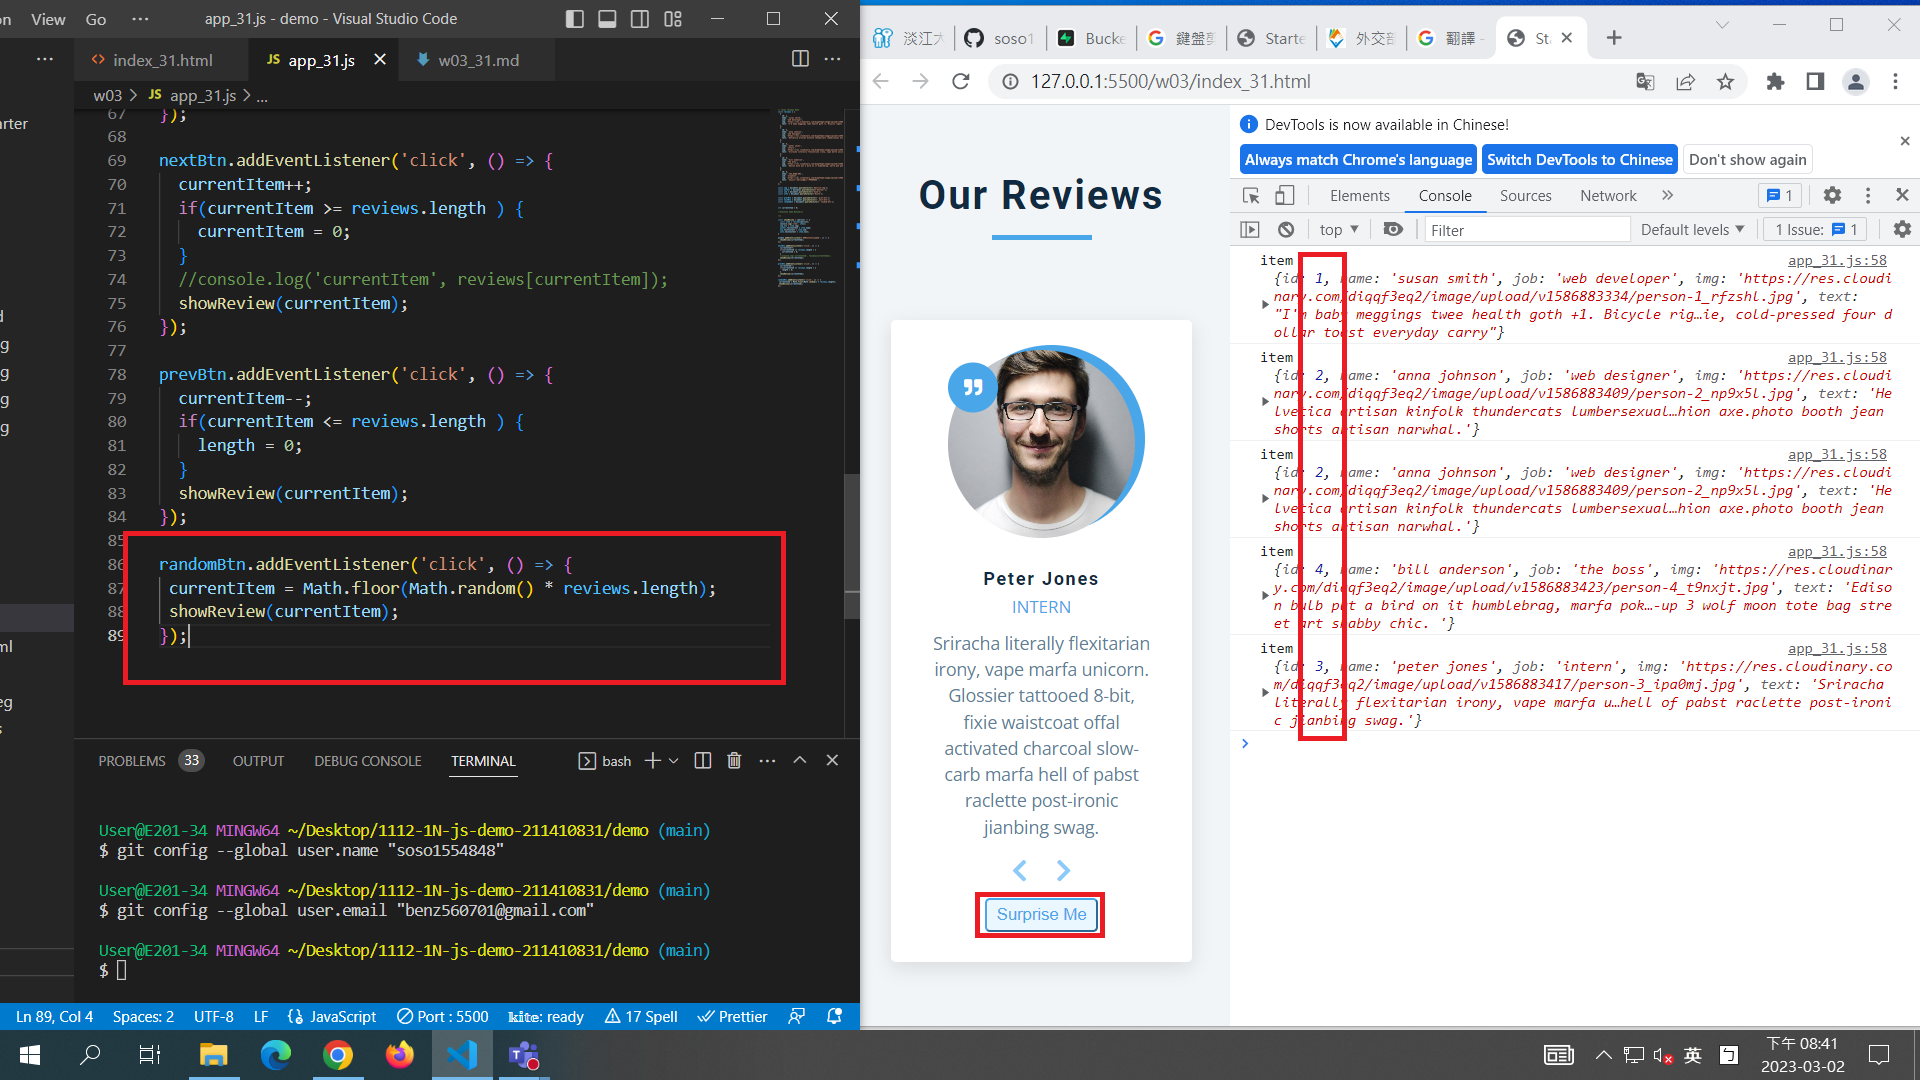 on View Go ··· app_31.js - demo - Visual Studio Code
index_31.html JS app_31.js w03_31.md
w03 > JS app_31.js > ...
67 });
68
69 nextBtn.addEventListener('click', () => {
70 currentItem++;
71 if(currentItem >= reviews.length ) {
72 currentItem = 0;
73 }
74 //console.log('currentItem', reviews[currentItem]);
75 showReview(currentItem);
76 });
77
78 prevBtn.addEventListener('click', () => {
79 currentItem--;
80 if(currentItem <= reviews.length ) {
81 length = 0;
82 }
83 showReview(currentItem);
84 });
85
86 randomBtn.addEventListener('click', () => {
87 currentItem = Math.floor(Math.random() * reviews.length);
88 showReview(currentItem);
89 });
arter
d
g
g
g
g
ml
eg
s
PROBLEMS 33 OUTPUT DEBUG CONSOLE TERMINAL bash
User@E201-34 MINGW64 ~/Desktop/1112-1N-js-demo-211410831/demo (main)
$ git config --global user.name "soso1554848"
User@E201-34 MINGW64 ~/Desktop/1112-1N-js-demo-211410831/demo (main)
$ git config --global user.email "benz560701@gmail.com"
User@E201-34 MINGW64 ~/Desktop/1112-1N-js-demo-211410831/demo (main)
$
Ln 89, Col 4 Spaces: 2 UTF-8 LF JavaScript Port : 5500 kite: ready 17 Spell Prettier
淡江大 soso1 Bucke 鍵盤 Starte 外交部 翻譯 - St
127.0.0.1:5500/w03/index_31.html
Our Reviews
Peter Jones
INTERN
Sriracha literally flexitarian
irony, vape marfa unicorn.
Glossier tattooed 8-bit,
fixie waistcoat offal
activated charcoal slow-
carb marfa hell of pabst
raclette post-ironic
jianbing swag.
Surprise Me
DevTools is now available in Chinese!
Always match Chrome's language Switch DevTools to Chinese Don't show again
Elements Console Sources Network » 1
top Filter Default levels 1 Issue: 1
item app_31.js:58
{id: 1, name: 'susan smith', job: 'web developer', img: 'https://res.cloudi
nary.com/diqqf3eq2/image/upload/v1586883334/person-1_rfzshl.jpg', text:
"I'm baby meggings twee health goth +1. Bicycle rig…ie, cold-pressed four d
ollar toast everyday carry"}
item app_31.js:58
{id: 2, name: 'anna johnson', job: 'web designer', img: 'https://res.cloudi
nary.com/diqqf3eq2/image/upload/v1586883409/person-2_np9x5l.jpg', text: 'He
lvetica artisan kinfolk thundercats lumbersexual…hion axe.photo booth jean
shorts artisan narwhal.'}
item app_31.js:58
{id: 2, name: 'anna johnson', job: 'web designer', img: 'https://res.cloudi
nary.com/diqqf3eq2/image/upload/v1586883409/person-2_np9x5l.jpg', text: 'He
lvetica artisan kinfolk thundercats lumbersexual…hion axe.photo booth jean
shorts artisan narwhal.'}
item app_31.js:58
{id: 4, name: 'bill anderson', job: 'the boss', img: 'https://res.cloudinar
y.com/diqqf3eq2/image/upload/v1586883423/person-4_t9nxjt.jpg', text: 'Ediso
n bulb put a bird on it humblebrag, marfa pok…-up 3 wolf moon tote bag stre
et art shabby chic. '}
item app_31.js:58
{id: 3, name: 'peter jones', job: 'intern', img: 'https://res.cloudinary.co
m/diqqf3eq2/image/upload/v1586883417/person-3_ipa0mj.jpg', text: 'Sriracha
literally flexitarian irony, vape marfa u…hell of pabst raclette post-ironi
c jianbing swag.'}
英 ㄅ 下午 08:41
2023-03-02